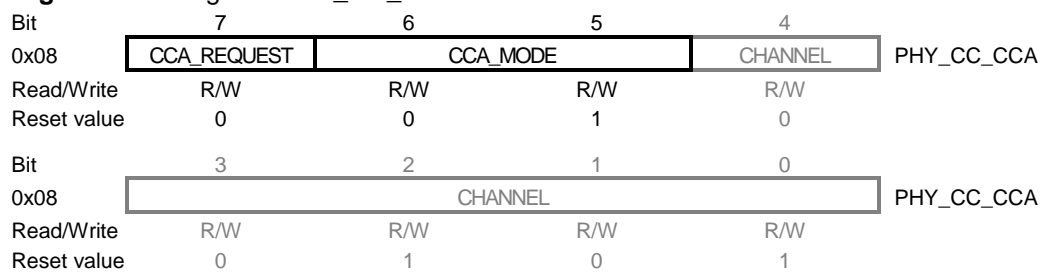 Bit 7 6 5 4
0x08 CCA_REQUEST CCA_MODE CHANNEL PHY_CC_CCA
Read/Write R/W R/W R/W R/W
Reset value 0 0 1 0
Bit 3 2 1 0
0x08 CHANNEL PHY_CC_CCA
Read/Write R/W R/W R/W R/W
Reset value 0 1 0 1